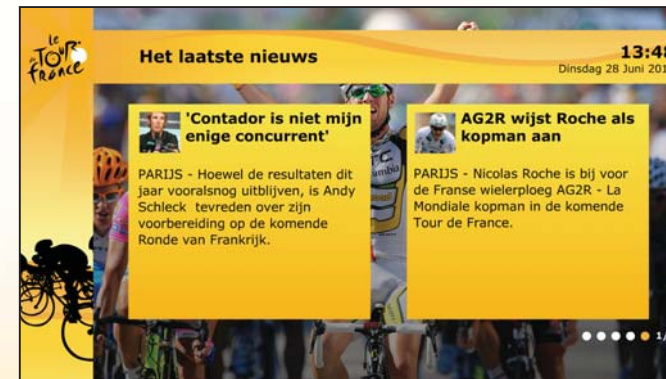 le
TOUR
de
france
Het laatste nieuws
13:48
Dinsdag 28 Juni 201
'Contador is niet mijn
enige concurrent'
PARIJS - Hoewel de resultaten dit
jaar vooralsnog uitblijven, is Andy
Schleck tevreden over zijn
voorbereiding op de komende
Ronde van Frankrijk.
AG2R wijst Roche als
kopman aan
PARIJS - Nicolas Roche is bij voor
de Franse wielerploeg AG2R - La
Mondiale kopman in de komende
Tour de France.
1/